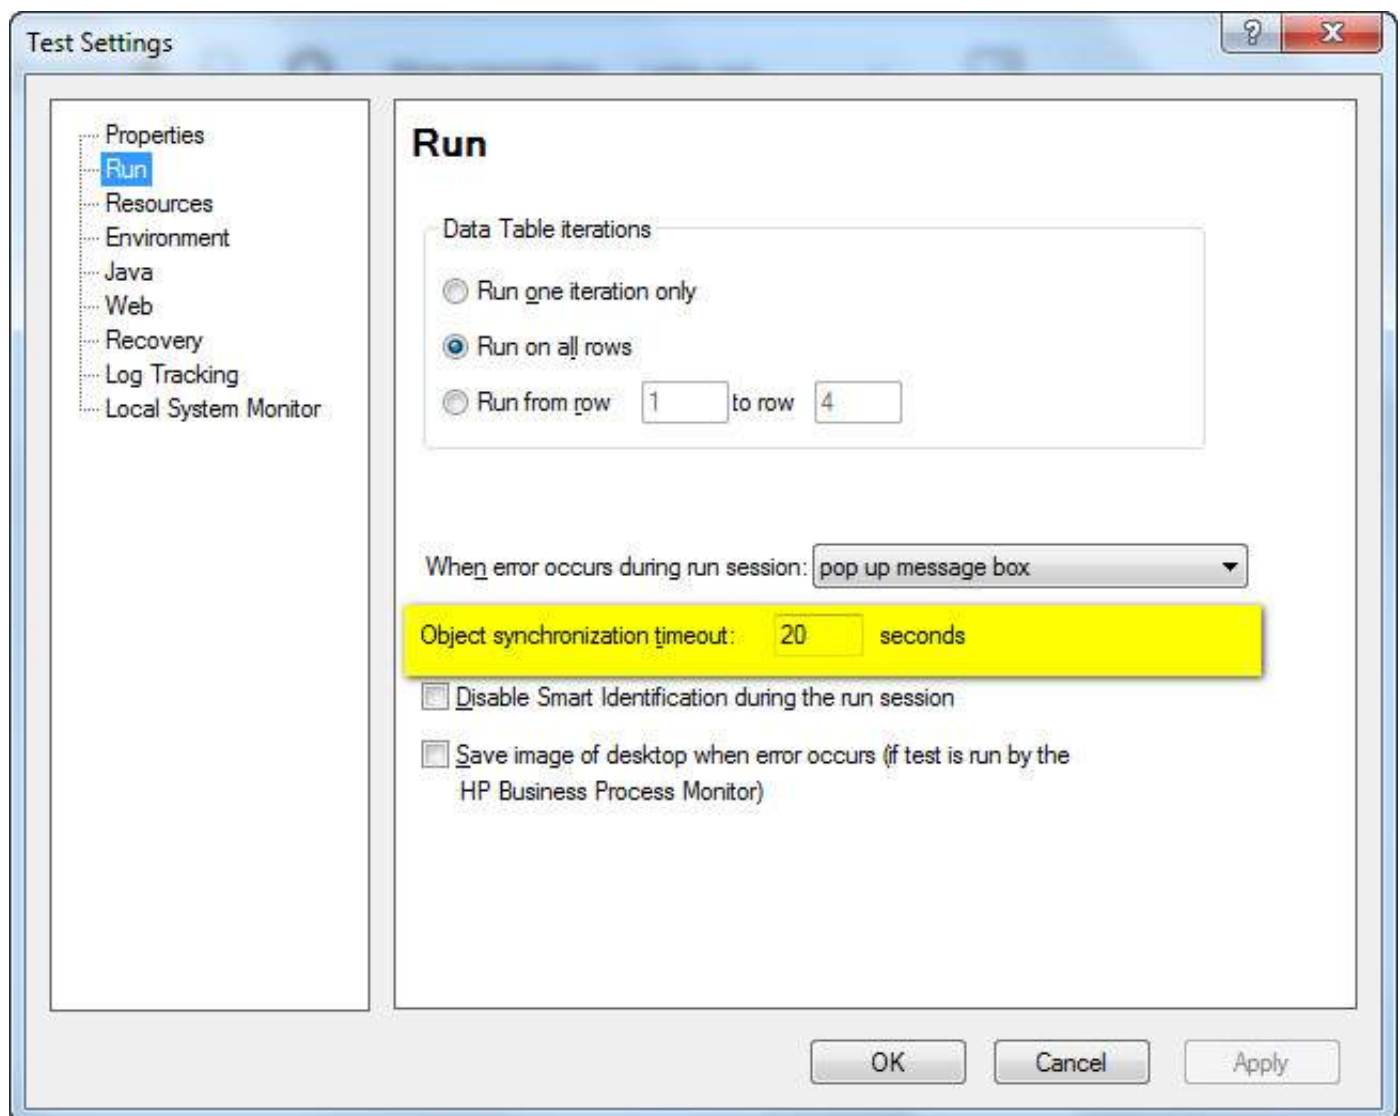 Test Settings
Properties
Run
Resources
Environment
Java
Web
Recovery
Log Tracking
Local System Monitor
Run
Data Table iterations
Run one iteration only
Run on all rows
Run from row 1 to row 4
When error occurs during run session: pop up message box
Object synchronization timeout: 20 seconds
Disable Smart Identification during the run session
Save image of desktop when error occurs (if test is run by the
HP Business Process Monitor)
OK Cancel Apply